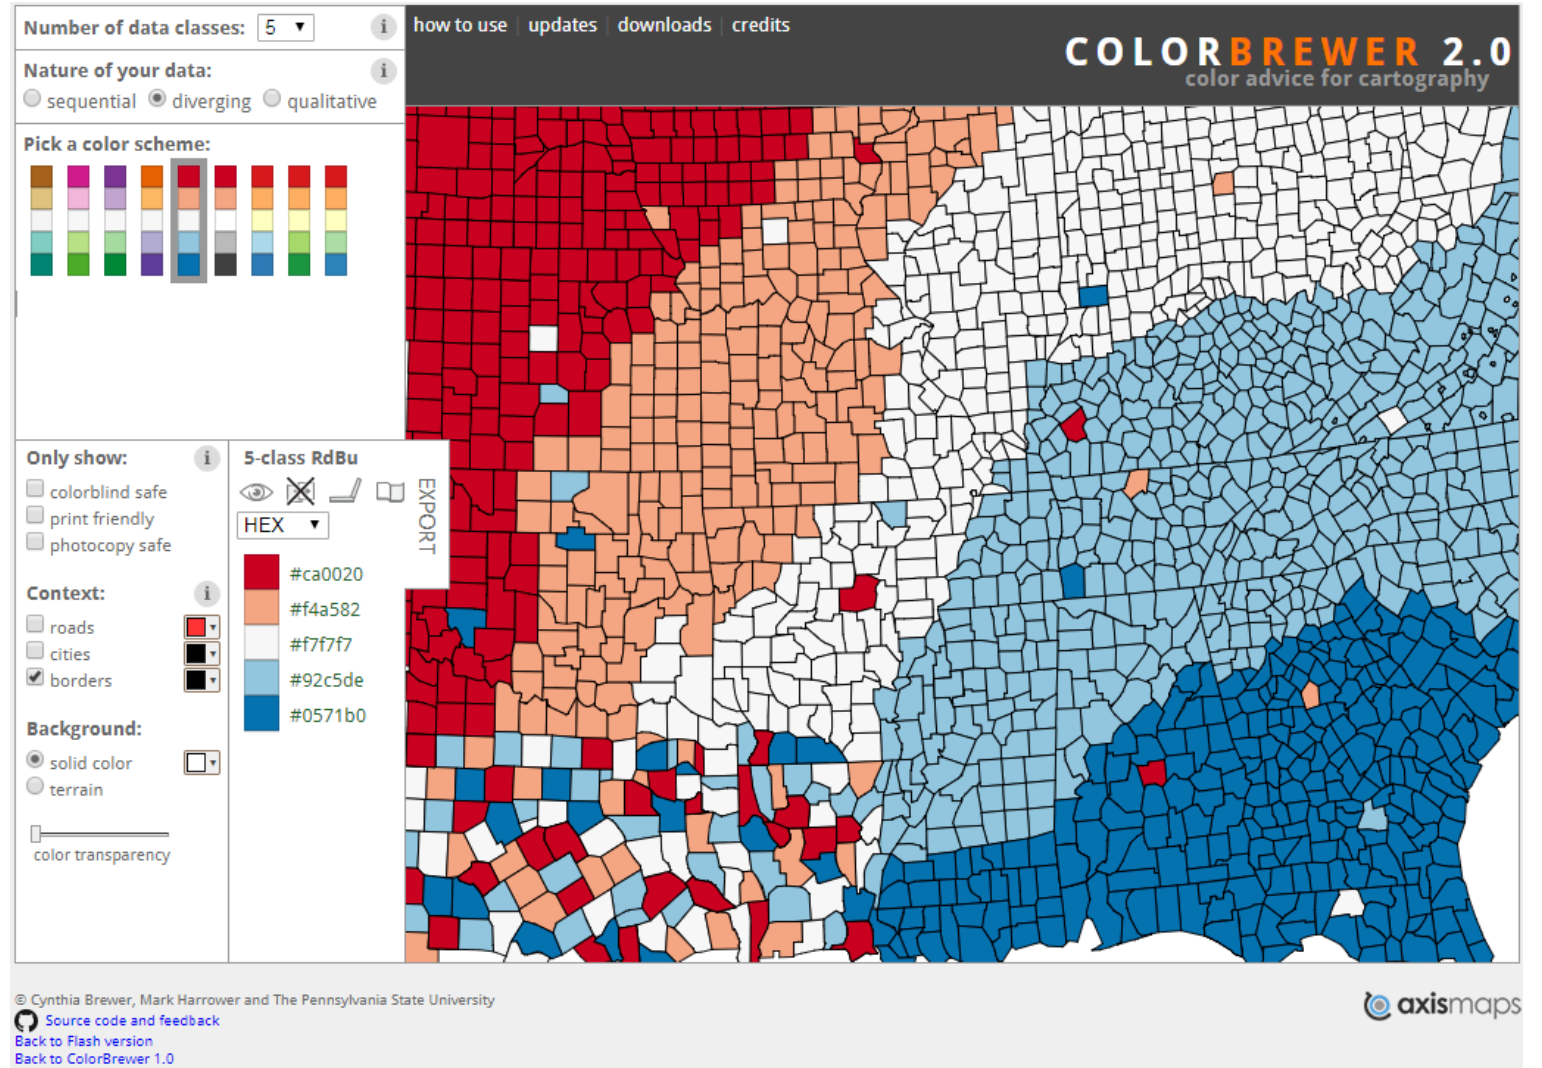 Number of data classes: 5
how to use updates downloads credits
COLORBREWER 2.0
color advice for cartography
Nature of your data:
sequential diverging qualitative
Pick a color scheme:
Only show:
colorblind safe
print friendly
photocopy safe
Context:
roads
cities
borders
Background:
solid color
terrain
color transparency
5-class RdBu
HEX
EXPORT
#ca0020
#f4a582
#f7f7f7
#92c5de
#0571b0
© Cynthia Brewer, Mark Harrower and The Pennsylvania State University
Source code and feedback
Back to Flash version
Back to ColorBrewer 1.0
axismaps